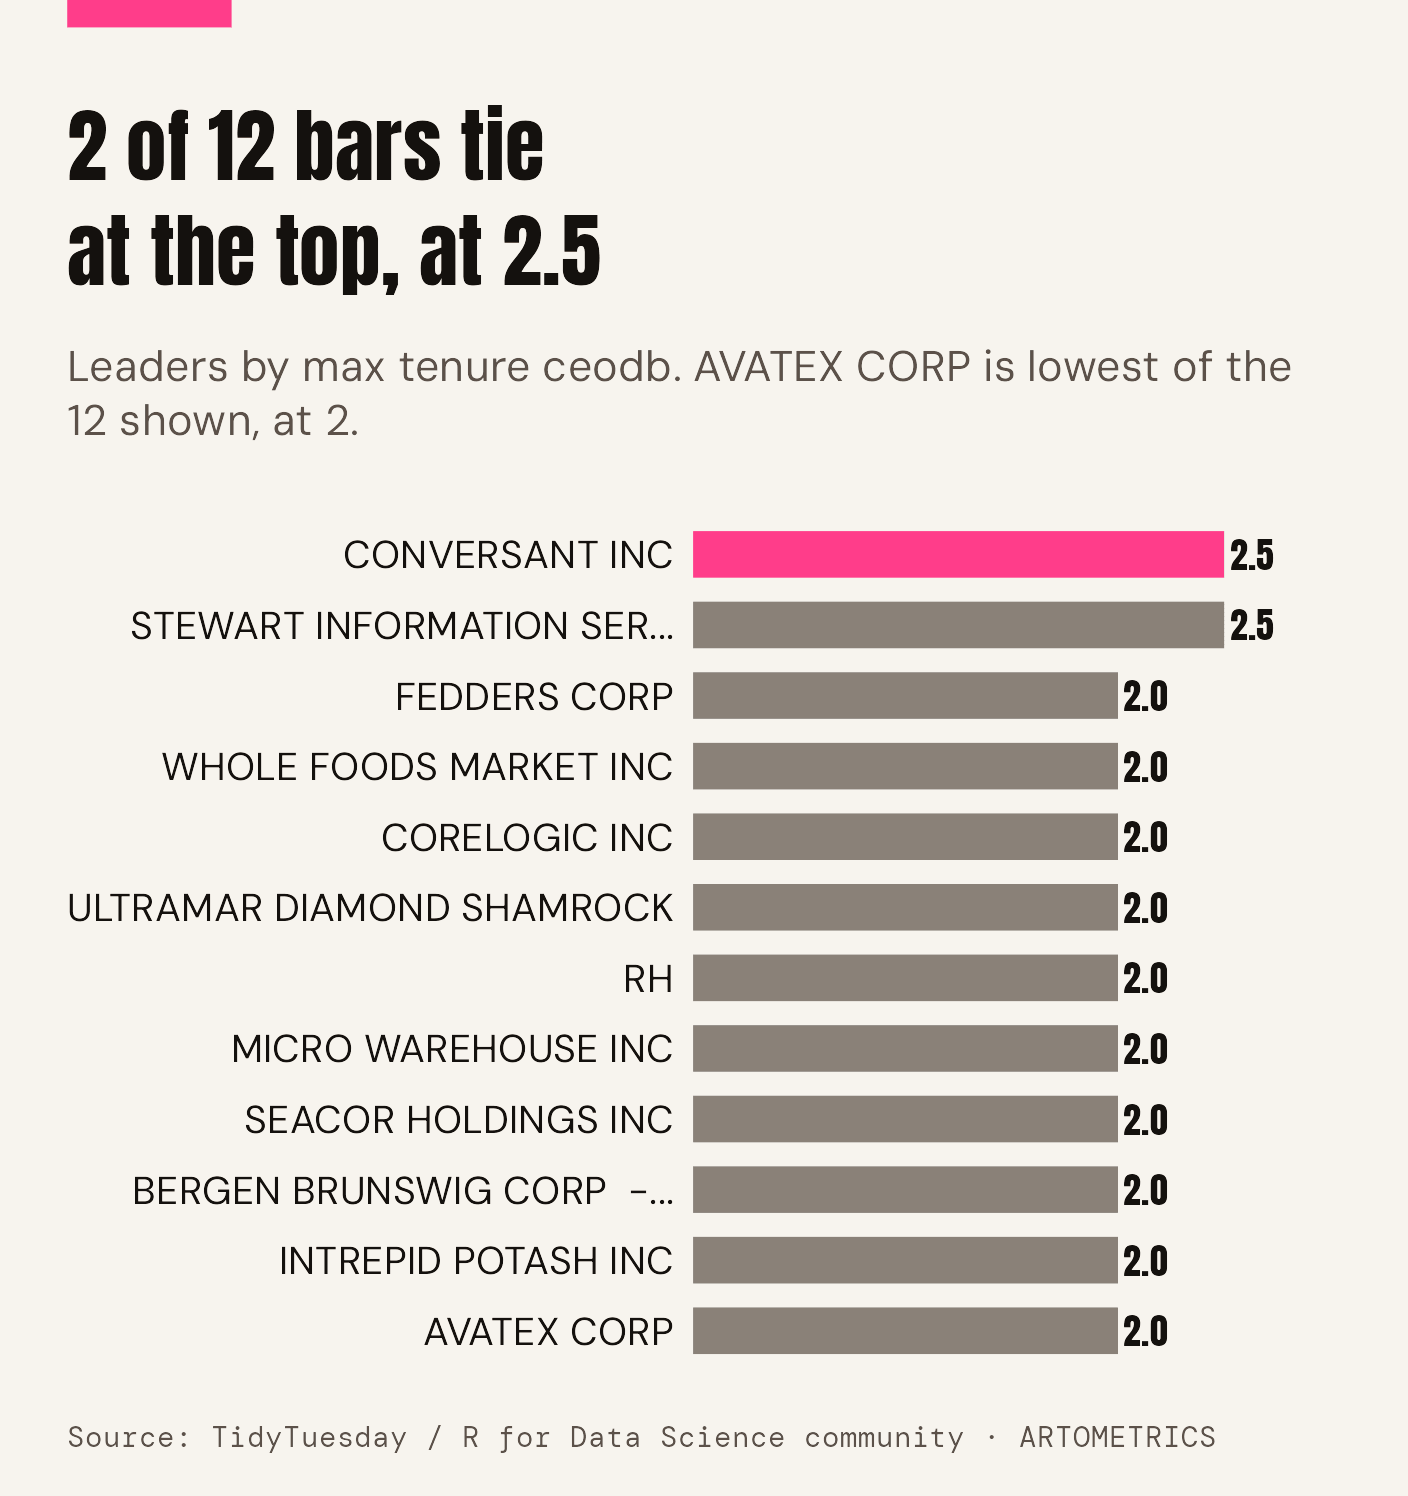 2 of 12 bars tie
at the top, at 2.5
Leaders by max tenure ceodb. AVATEX CORP is lowest of the
12 shown, at 2.
CONVERSANT INC 2.5
STEWART INFORMATION SER... 2.5
FEDDERS CORP 2.0
WHOLE FOODS MARKET INC 2.0
CORELOGIC INC 2.0
ULTRAMAR DIAMOND SHAMROCK 2.0
RH 2.0
MICRO WAREHOUSE INC 2.0
SEACOR HOLDINGS INC 2.0
BERGEN BRUNSWIG CORP  -... 2.0
INTREPID POTASH INC 2.0
AVATEX CORP 2.0
Source: TidyTuesday / R for Data Science community · ARTOMETRICS